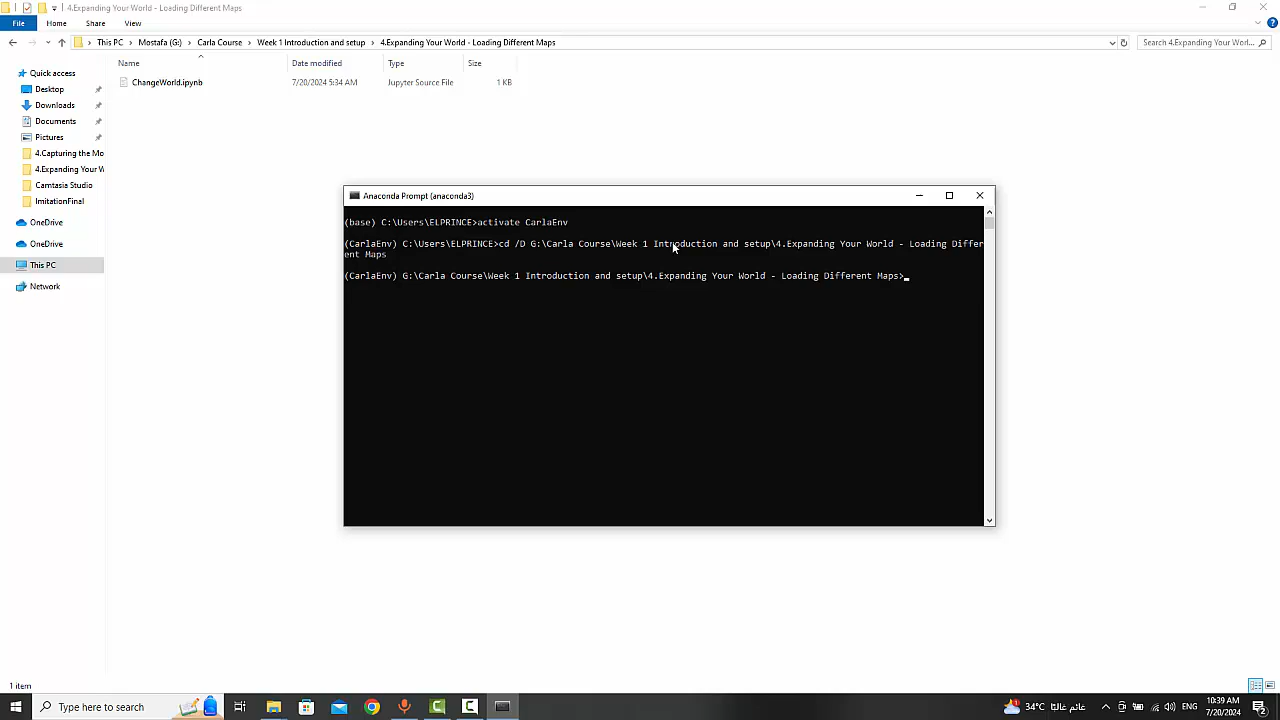 4.Expanding Your World - Loading Different Maps
File Home Share View
This PC Mostafa (G:) Carla Course Week 1 Introduction and setup 4.Expanding Your World - Loading Different Maps
Search 4.Expanding Your Worl...
Name Date modified Type Size
ChangeWorld.ipynb 7/20/2024 5:34 AM Jupyter Source File 1 KB
Quick access
Desktop
Downloads
Documents
Pictures
4.Capturing the Mo
4.Expanding Your W
Camtasia Studio
ImitationFinal
OneDrive
OneDrive
This PC
Network
Anaconda Prompt (anaconda3)
(base) C:\Users\ELPRINCE>activate CarlaEnv
(CarlaEnv) C:\Users\ELPRINCE>cd /D G:\Carla Course\Week 1 Introduction and setup\4.Expanding Your World - Loading Differ
ent Maps
(CarlaEnv) G:\Carla Course\Week 1 Introduction and setup\4.Expanding Your World - Loading Different Maps>
1 item
Type here to search
34°C غائم غالبا
ENG
10:39 AM
7/20/2024
2